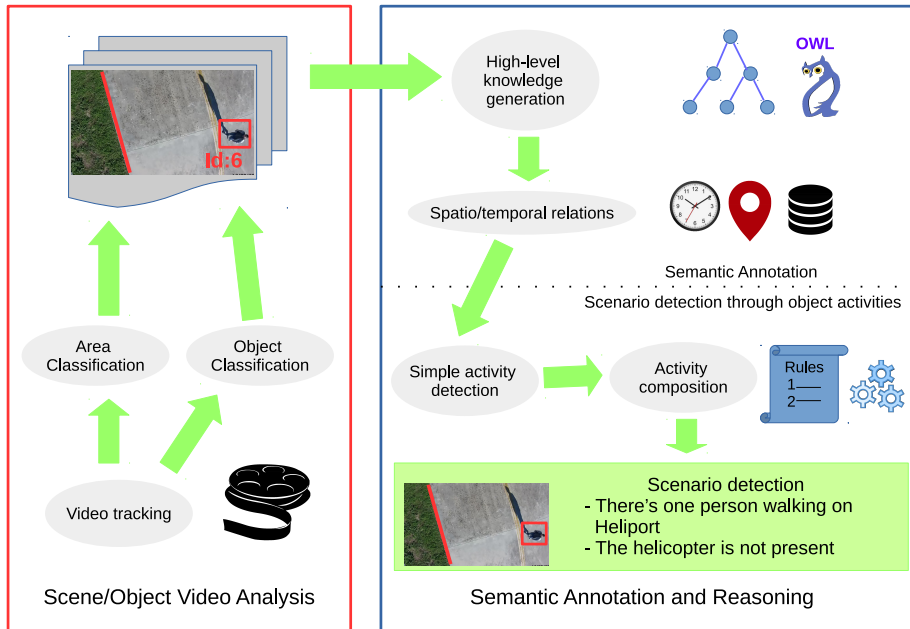 Id:6
Area
Classification
Object
Classification
Video tracking
Scene/Object Video Analysis
High-level
knowledge
generation
OWL
Spatio/temporal relations
Semantic Annotation
Scenario detection through object activities
Simple activity
detection
Activity
composition
Rules
1
2
Scenario detection
- There's one person walking on
Heliport
- The helicopter is not present
Semantic Annotation and Reasoning